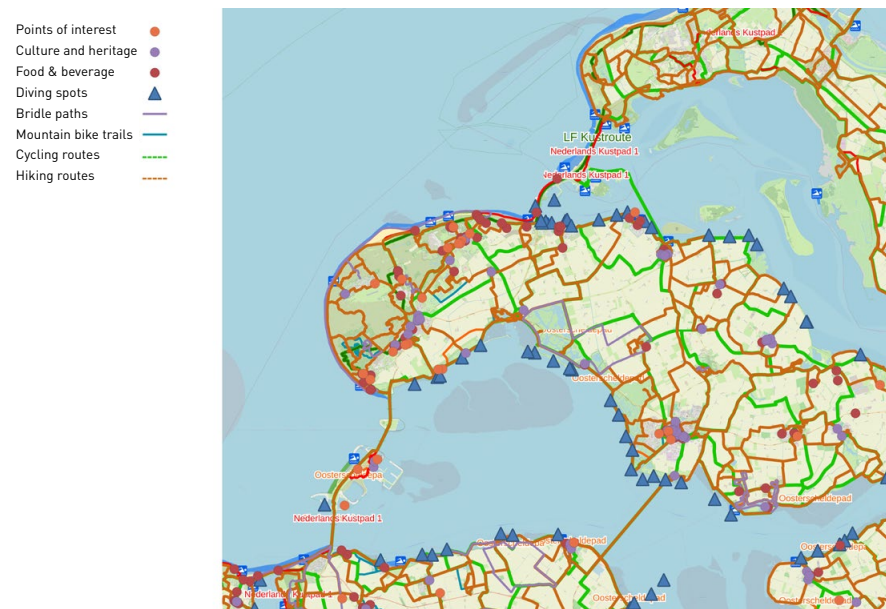 Points of interest
Culture and heritage
Food & beverage
Diving spots
Bridle paths
Mountain bike trails
Cycling routes
Hiking routes
erlands Kustpad
LF Kustroute
Nederlands Kustpad 1
Nederlands Kustpad 1
Oosterscheldepad
Oosterscheldepa
Nederlands Kustpad 1
Oosterscheldepad
Oosterscheldepad
Nederlands Kustpad 1
Oosterscheldepad
Oosterscheldepad